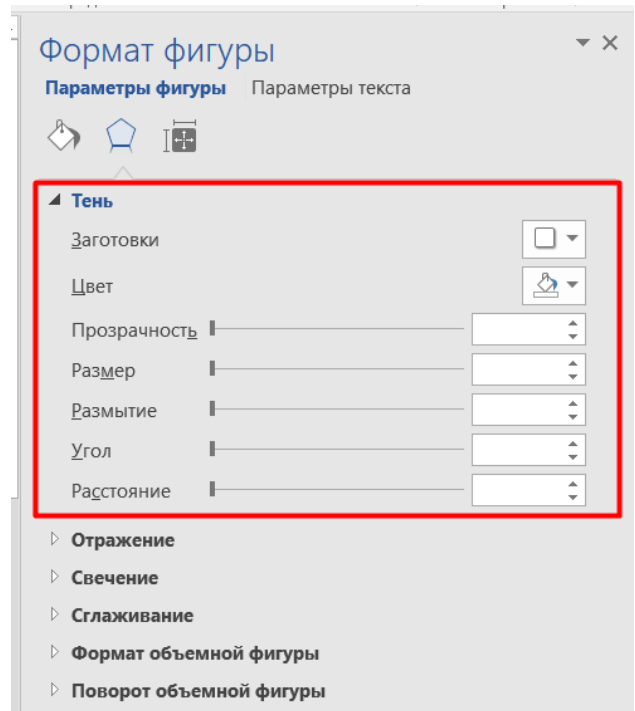 Формат фигуры
Параметры фигуры Параметры текста
Тень
Заготовки
Цвет
Прозрачность
Размер
Размытие
Угол
Расстояние
Отражение
Свечение
Сглаживание
Формат объемной фигуры
Поворот объемной фигуры